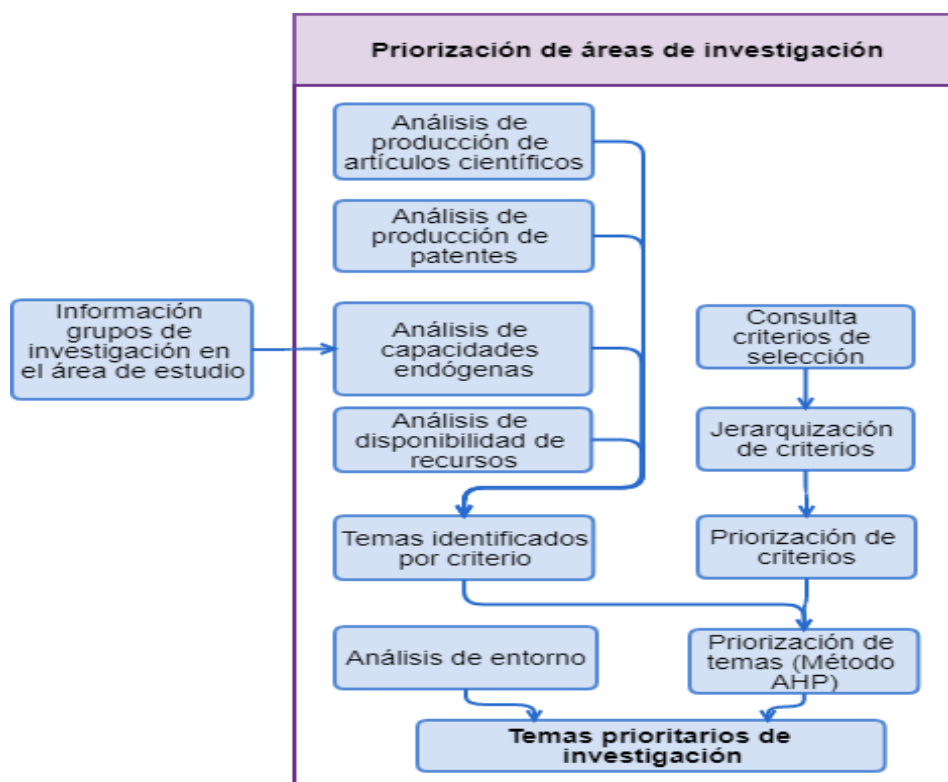 Priorización de áreas de investigación
Análisis de
producción de
artículos científicos
Análisis de
producción de
patentes
Información
grupos de
investigación en
el área de estudio
Análisis de
capacidades
endógenas
Análisis de
disponibilidad de
recursos
Temas identificados
por criterio
Análisis de entorno
Consulta
criterios de
selección
Jerarquización
de criterios
Priorización de
criterios
Priorización de
temas (Método
AHP)
Temas prioritarios de
investigación